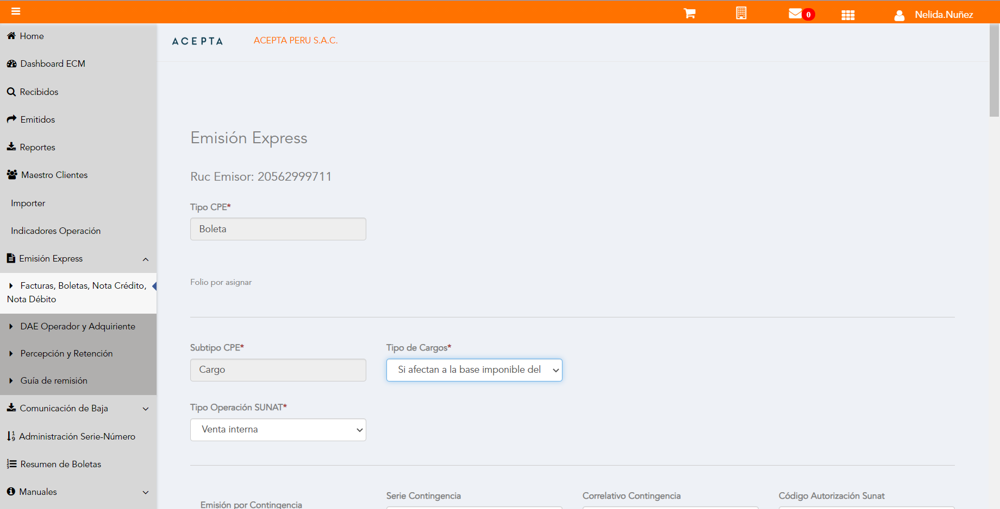 0
Nelida.Nuñez
Home
Dashboard ECM
Recibidos
Emitidos
Reportes
Maestro Clientes
Importer
Indicadores Operación
Emisión Express
Facturas, Boletas, Nota Crédito,
Nota Débito
DAE Operador y Adquiriente
Percepción y Retención
Guía de remisión
Comunicación de Baja
Administración Serie-Número
Resumen de Boletas
Manuales
ACEPTA
ACEPTA PERU S.A.C.
Emisión Express
Ruc Emisor: 20562999711
Tipo CPE*
Boleta
Folio por asignar
Subtipo CPE*
Tipo de Cargos*
Cargo
Si afectan a la base imponible del
Tipo Operación SUNAT*
Venta interna
Emisión por Contingencia
Serie Contingencia
Correlativo Contingencia
Código Autorización Sunat